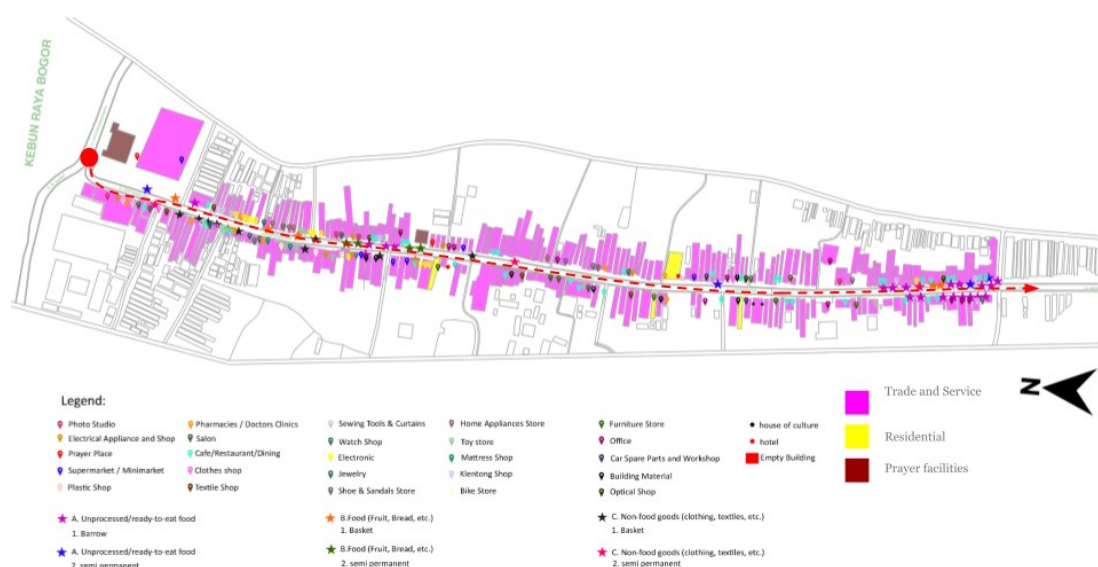 KEBUN RAYA BOGOR
N
Legend:
Photo Studio
Electrical Appliance and Shop
Prayer Place
Supermarket / Minimarket
Plastic Shop
Pharmacies / Doctors Clinics
Salon
Cafe/Restaurant/Dining
Clothes shop
Textile Shop
Sewing Tools & Curtains
Watch Shop
Electronic
Jewelry
Shoe & Sandals Store
Home Appliances Store
Toy store
Mattress Shop
Klentong Shop
Bike Store
Furniture Store
Office
Car Spare Parts and Workshop
Building Material
Optical Shop
house of culture
hotel
Empty Building
Trade and Service
Residential
Prayer facilities
A. Unprocessed/ready-to-eat food
1. Barrow
A. Unprocessed/ready-to-eat food
2. semi permanent
B.Food (Fruit, Bread, etc.)
1. Basket
B.Food (Fruit, Bread, etc.)
2. semi permanent
C. Non-food goods (clothing, textiles, etc.)
1. Basket
C. Non-food goods (clothing, textiles, etc.)
2. semi permanent